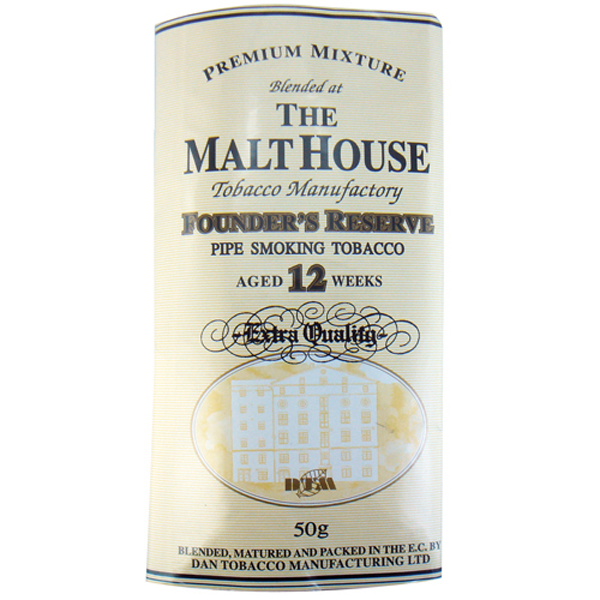 PREMIUM MIXTURE
Blended at
THE
MALT HOUSE
Tobacco Manufactory
FOUNDER'S RESERVE
PIPE SMOKING TOBACCO
AGED 12 WEEKS
-Extra Quality-
DTM
50g
BLENDED, MATURED AND PACKED IN THE E.C. BY
DAN TOBACCO MANUFACTURING LTD